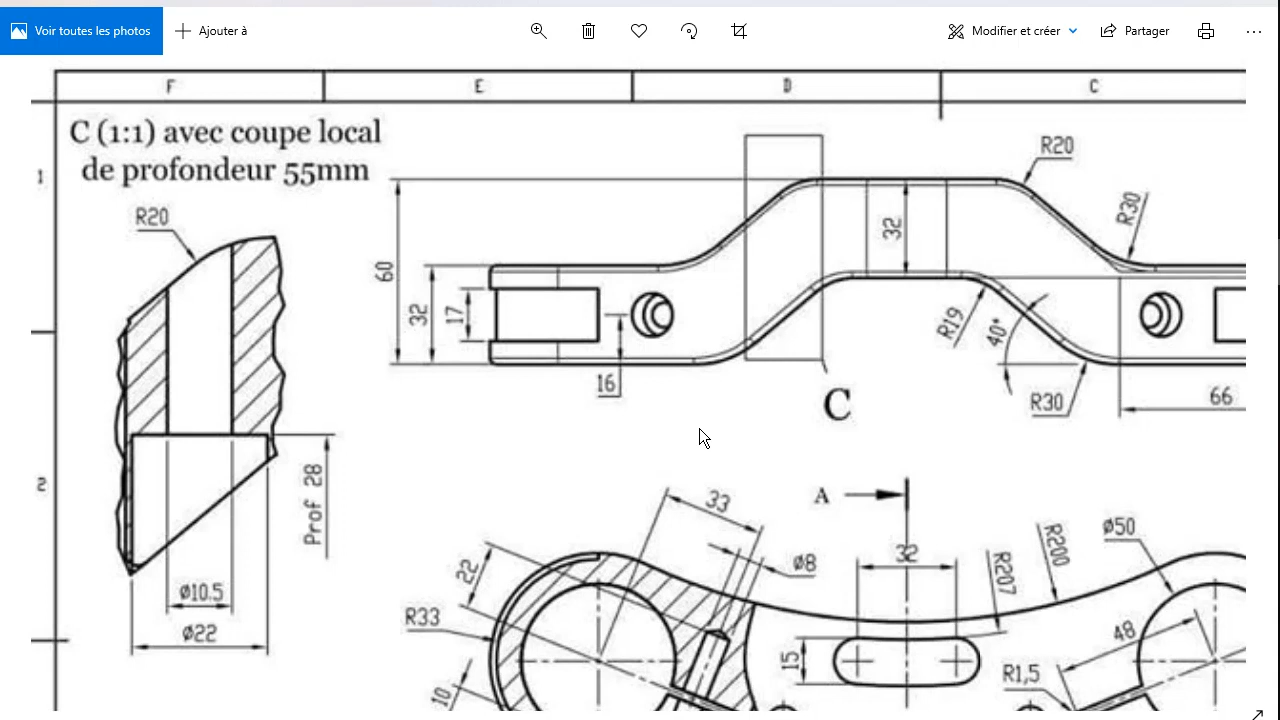 Voir toutes les photos
Ajouter à
Modifier et créer
Partager
F E D C
C (1:1) avec coupe local
de profondeur 55mm
1
R20
R20
R30
60
32
32
17
16
R19
40°
R30
66
C
2
Prof 28
Ø10.5
Ø22
A
33
Ø8
22
R33
10
32
R207
R200
Ø50
15
48
R1,5